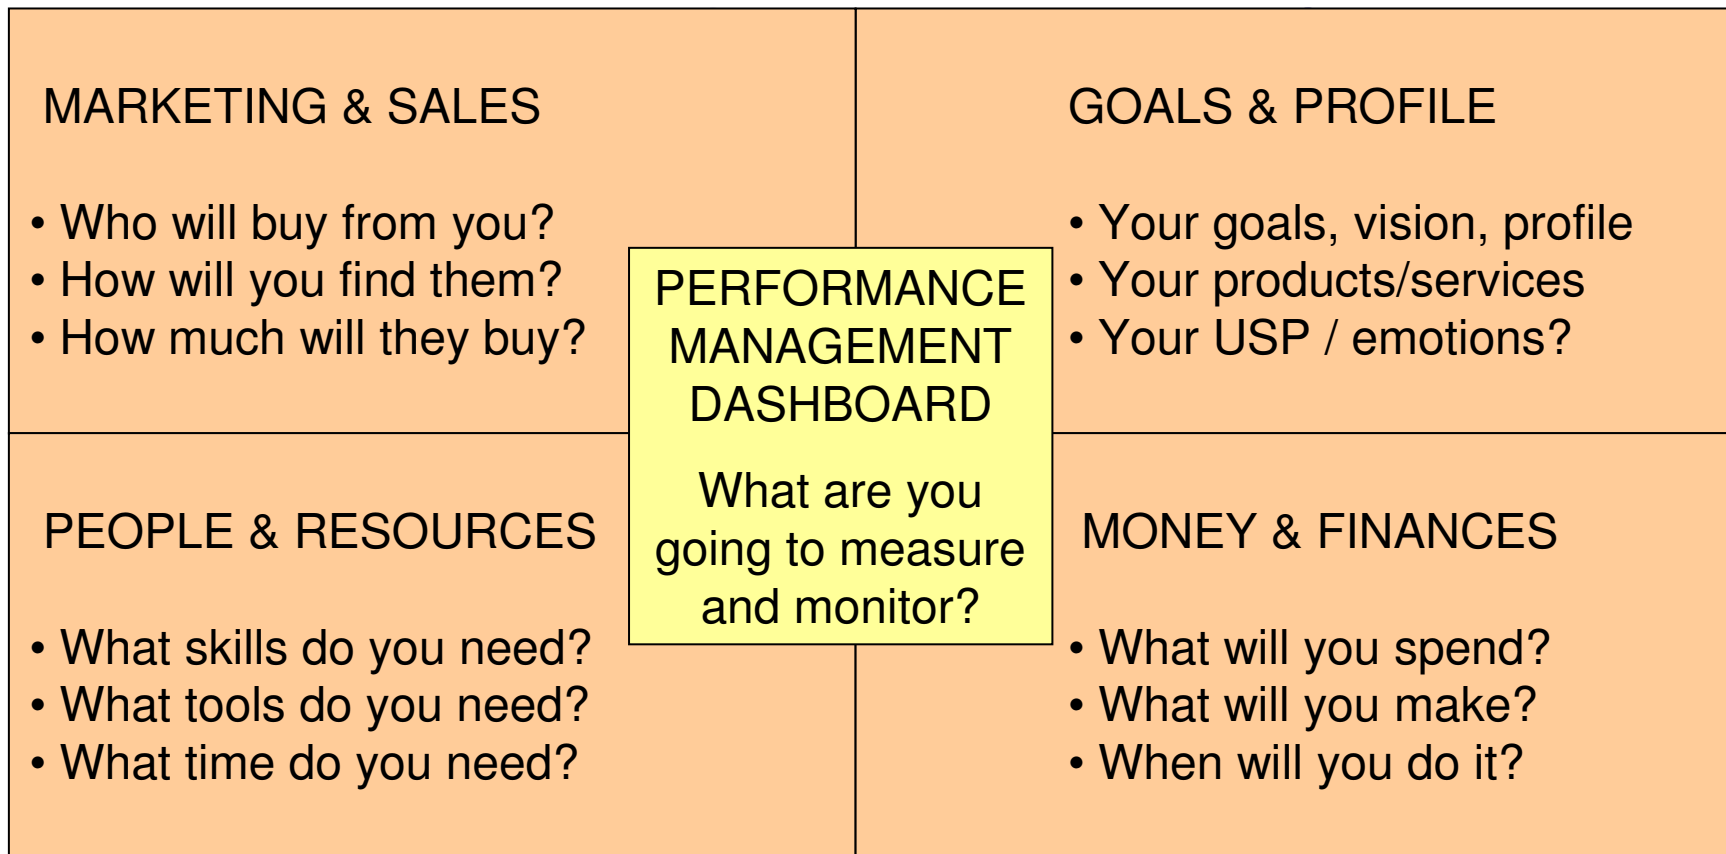 MARKETING & SALES
• Who will buy from you?
• How will you find them?
• How much will they buy?
GOALS & PROFILE
• Your goals, vision, profile
• Your products/services
• Your USP / emotions?
PERFORMANCE
MANAGEMENT
DASHBOARD
What are you
going to measure
and monitor?
PEOPLE & RESOURCES
• What skills do you need?
• What tools do you need?
• What time do you need?
MONEY & FINANCES
• What will you spend?
• What will you make?
• When will you do it?